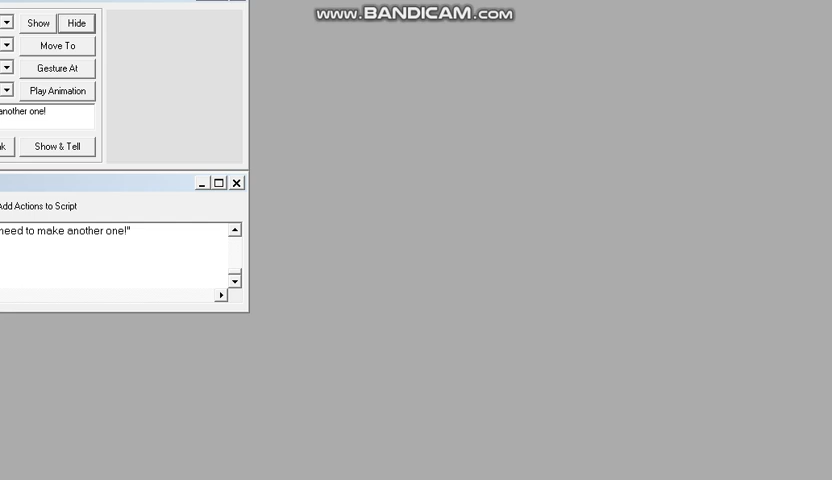 www.BANDICAM.com
Show Hide
Move To
Gesture At
Play Animation
another one!
Show & Tell
Add Actions to Script
need to make another one!"